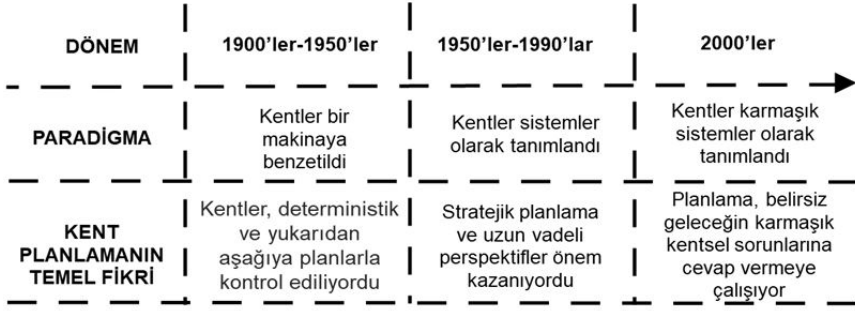 DÖNEM
1900'ler-1950'ler
1950'ler-1990'lar
2000'ler
PARADİGMA
Kentler bir
makinaya
benzetildi
Kentler sistemler
olarak tanımlandı
Kentler karmaşık
sistemler olarak
tanımlandı
KENT
PLANLAMANIN
TEMEL FİKRİ
Kentler, deterministik
ve yukarıdan
aşağıya planlarla
kontrol ediliyordu
Stratejik planlama
ve uzun vadeli
perspektifler önem
kazanıyordu
Planlama, belirsiz
geleceğin karmaşık
kentsel sorunlarına
cevap vermeye
çalışıyor